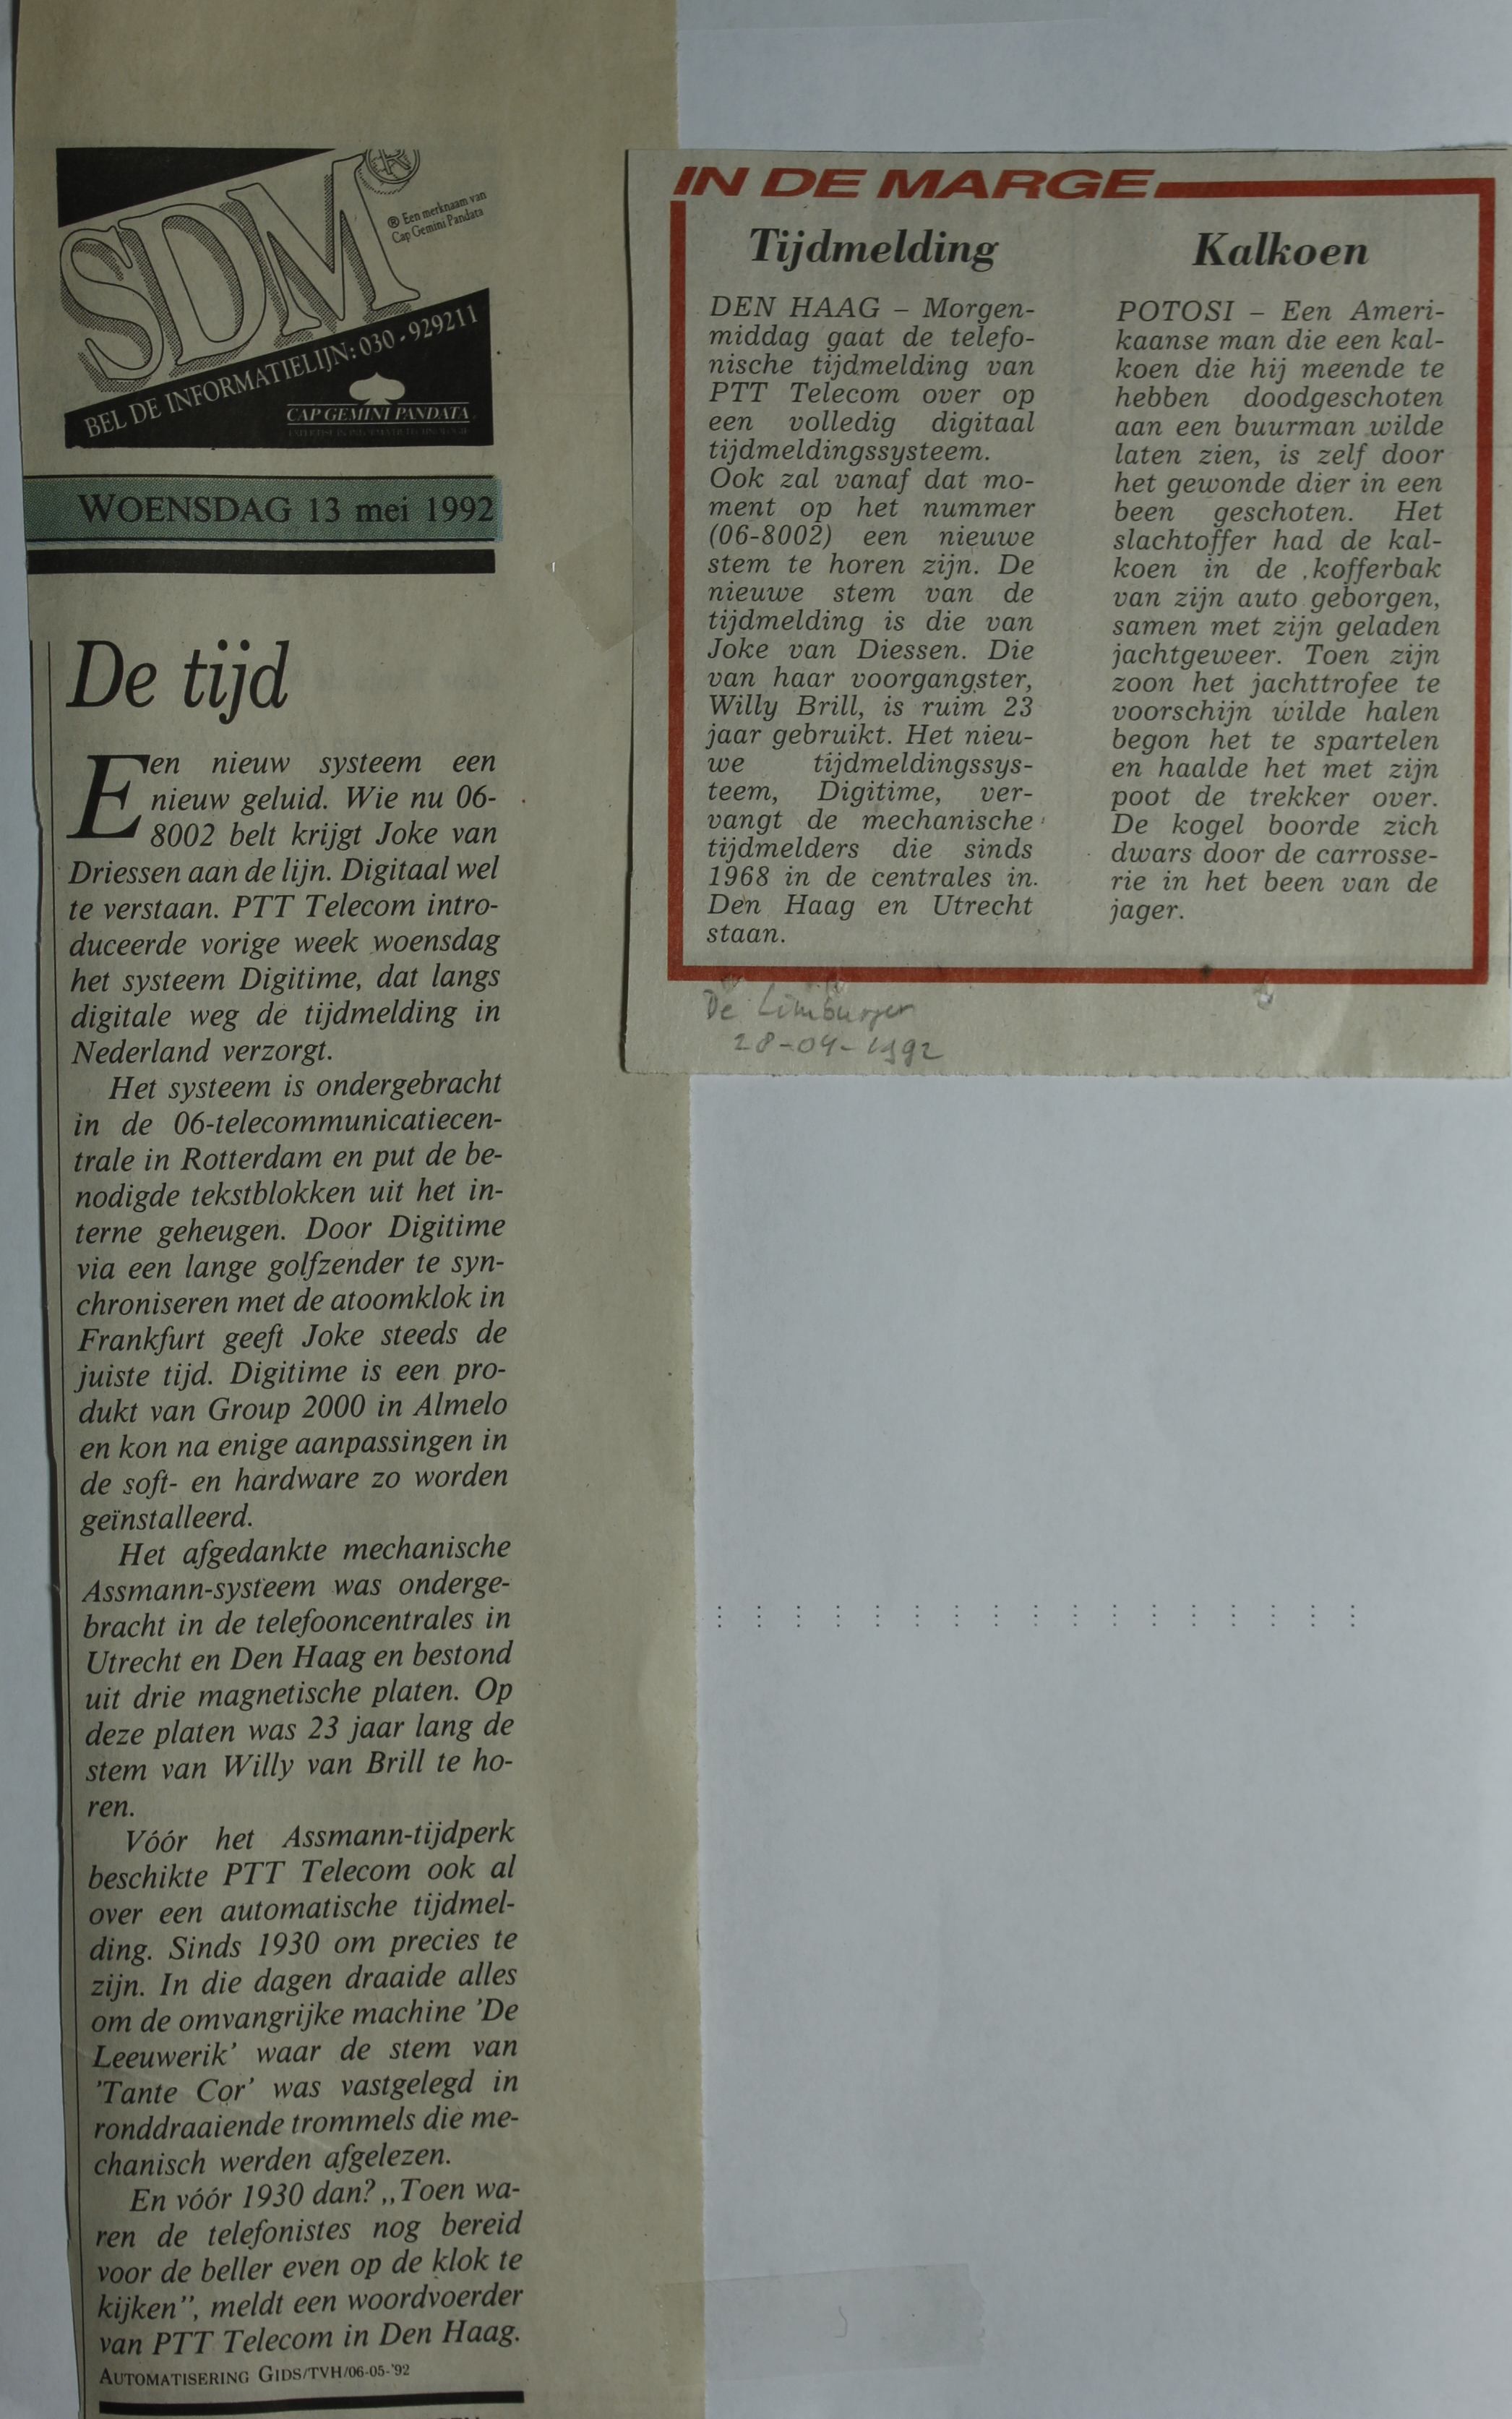 SDM
® Een merknaam van
Cap Gemini Pandata
BEL DE INFORMATIELIJN: 030 - 929211
CAP GEMINI PANDATA
WOENSDAG 13 mei 1992
De tijd
Een nieuw systeem een
nieuw geluid. Wie nu 06-
8002 belt krijgt Joke van
Driessen aan de lijn. Digitaal wel
te verstaan. PTT Telecom intro-
duceerde vorige week woensdag
het systeem Digitime, dat langs
digitale weg de tijdmelding in
Nederland verzorgt.
Het systeem is ondergebracht
in de 06-telecommunicatiecen-
trale in Rotterdam en put de be-
nodigde tekstblokken uit het in-
terne geheugen. Door Digitime
via een lange golfzender te syn-
chroniseren met de atoomklok in
Frankfurt geeft Joke steeds de
juiste tijd. Digitime is een pro-
dukt van Group 2000 in Almelo
en kon na enige aanpassingen in
de soft- en hardware zo worden
geïnstalleerd.
Het afgedankte mechanische
Assmann-systeem was onderge-
bracht in de telefooncentrales in
Utrecht en Den Haag en bestond
uit drie magnetische platen. Op
deze platen was 23 jaar lang de
stem van Willy van Brill te ho-
ren.
Vóór het Assmann-tijdperk
beschikte PTT Telecom ook al
over een automatische tijdmel-
ding. Sinds 1930 om precies te
zijn. In die dagen draaide alles
om de omvangrijke machine 'De
Leeuwerik' waar de stem van
'Tante Cor' was vastgelegd in
ronddraaiende trommels die me-
chanisch werden afgelezen.
En vóór 1930 dan? „Toen wa-
ren de telefonistes nog bereid
voor de beller even op de klok te
kijken”, meldt een woordvoerder
van PTT Telecom in Den Haag.
AUTOMATISERING GIDS/TVH/06-05-'92
IN DE MARGE
Tijdmelding
DEN HAAG – Morgen-
middag gaat de telefo-
nische tijdmelding van
PTT Telecom over op
een volledig digitaal
tijdmeldingssysteem.
Ook zal vanaf dat mo-
ment op het nummer
(06-8002) een nieuwe
stem te horen zijn. De
nieuwe stem van de
tijdmelding is die van
Joke van Diessen. Die
van haar voorgangster,
Willy Brill, is ruim 23
jaar gebruikt. Het nieu-
we tijdmeldingssys-
teem, Digitime, ver-
vangt de mechanische
tijdmelders die sinds
1968 in de centrales in
Den Haag en Utrecht
staan.
Kalkoen
POTOSI – Een Ameri-
kaanse man die een kal-
koen die hij meende te
hebben doodgeschoten
aan een buurman wilde
laten zien, is zelf door
het gewonde dier in een
been geschoten. Het
slachtoffer had de kal-
koen in de kofferbak
van zijn auto geborgen,
samen met zijn geladen
jachtgeweer. Toen zijn
zoon het jachttrofee te
voorschijn wilde halen
begon het te spartelen
en haalde het met zijn
poot de trekker over.
De kogel boorde zich
dwars door de carrosse-
rie in het been van de
jager.
De Limburger
28-04-1992